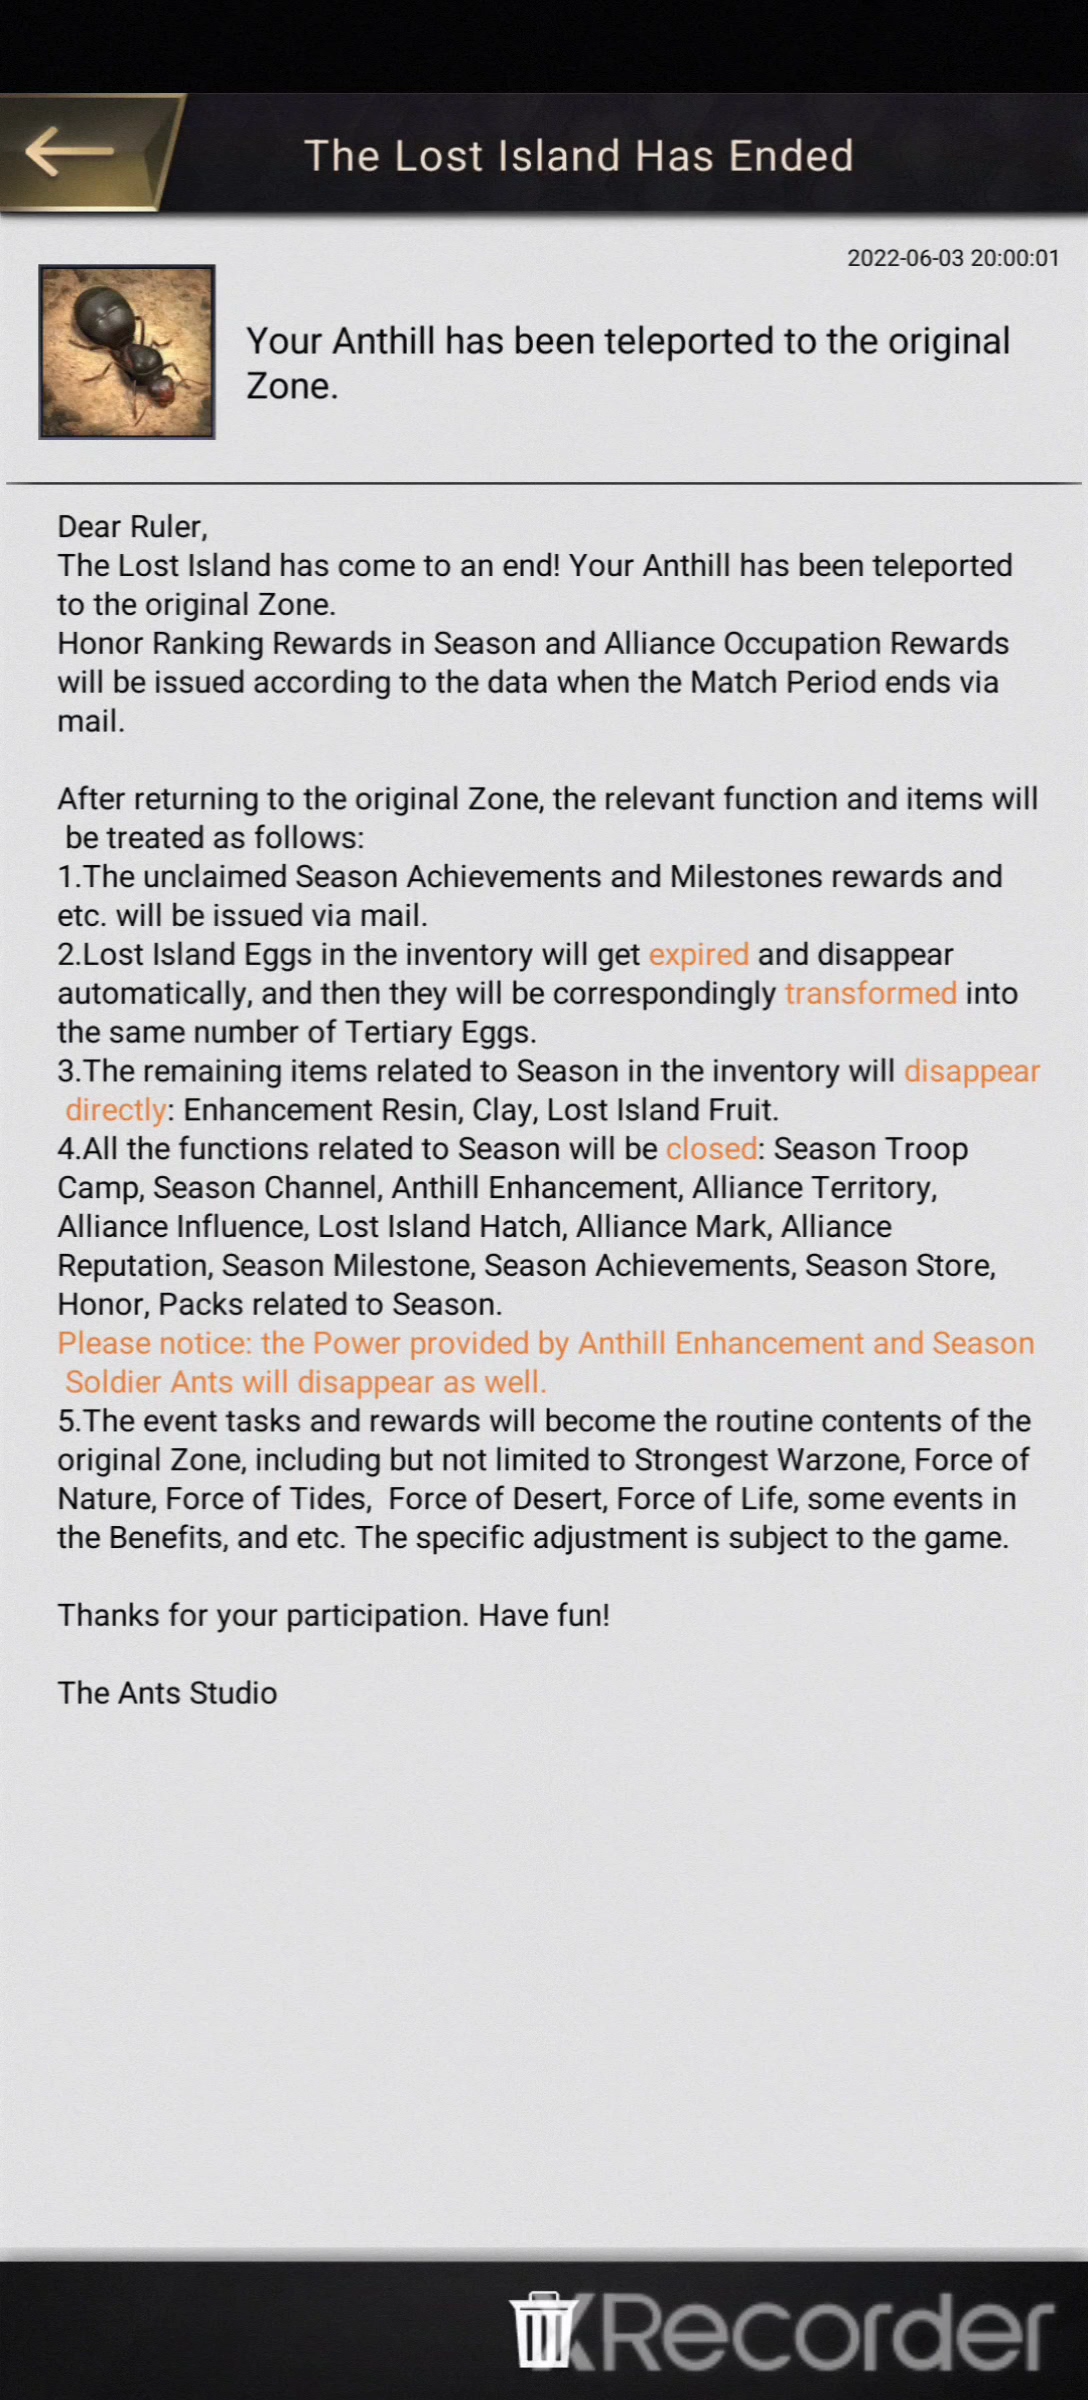 The Lost Island Has Ended
2022-06-03 20:00:01
Your Anthill has been teleported to the original
Zone.
Dear Ruler,
The Lost Island has come to an end! Your Anthill has been teleported
to the original Zone.
Honor Ranking Rewards in Season and Alliance Occupation Rewards
will be issued according to the data when the Match Period ends via
mail.
After returning to the original Zone, the relevant function and items will
be treated as follows:
1.The unclaimed Season Achievements and Milestones rewards and
etc. will be issued via mail.
2.Lost Island Eggs in the inventory will get expired and disappear
automatically, and then they will be correspondingly transformed into
the same number of Tertiary Eggs.
3.The remaining items related to Season in the inventory will disappear
directly: Enhancement Resin, Clay, Lost Island Fruit.
4.All the functions related to Season will be closed: Season Troop
Camp, Season Channel, Anthill Enhancement, Alliance Territory,
Alliance Influence, Lost Island Hatch, Alliance Mark, Alliance
Reputation, Season Milestone, Season Achievements, Season Store,
Honor, Packs related to Season.
Please notice: the Power provided by Anthill Enhancement and Season
Soldier Ants will disappear as well.
5.The event tasks and rewards will become the routine contents of the
original Zone, including but not limited to Strongest Warzone, Force of
Nature, Force of Tides,  Force of Desert, Force of Life, some events in
the Benefits, and etc. The specific adjustment is subject to the game.
Thanks for your participation. Have fun!
The Ants Studio
XRecorder